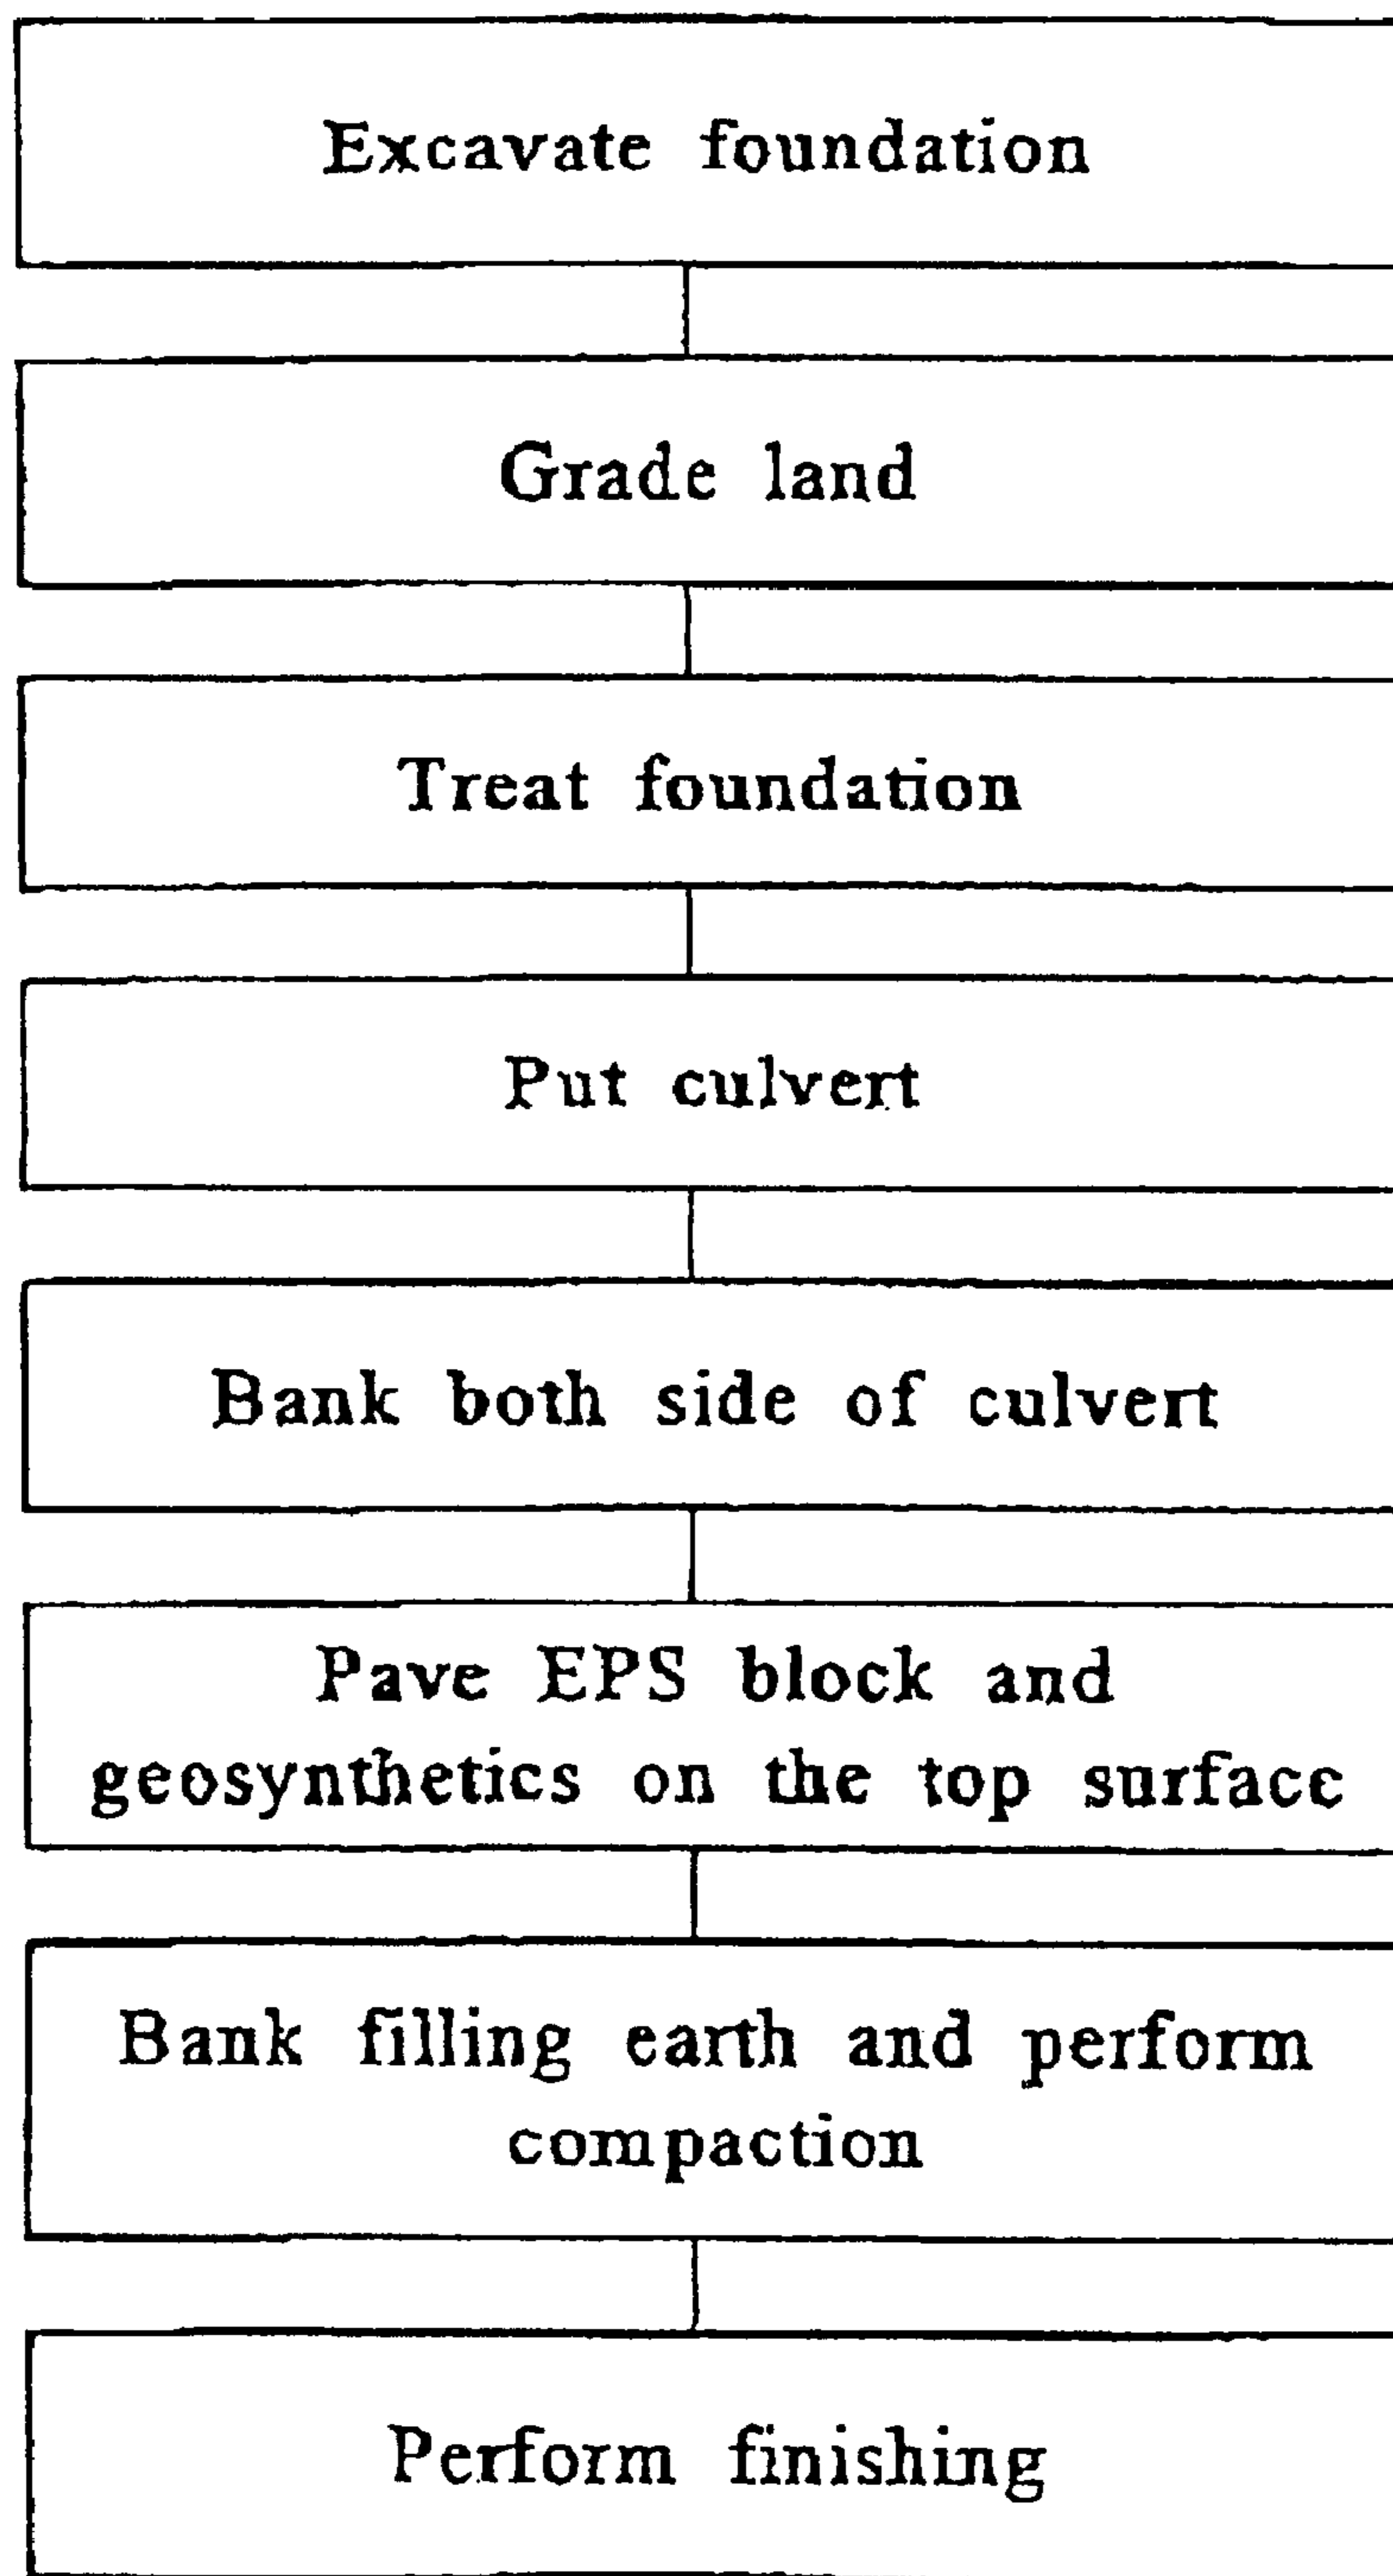 Excavate foundation
Grade land
Treat foundation
Put culvert
Bank both side of culvert
Pave EPS block and
geosynthetics on the top surface
Bank filling earth and perform
compaction
Perform finishing